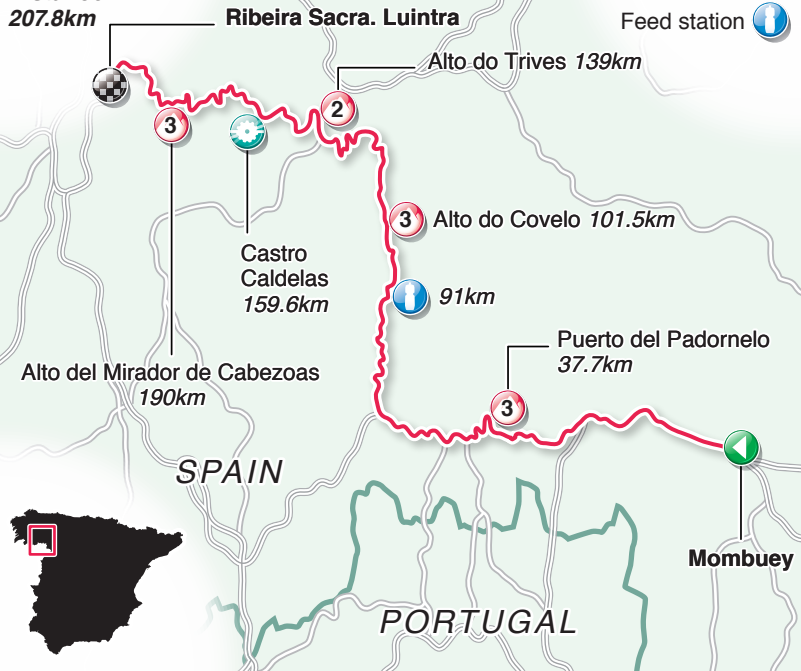 207.8km
Ribeira Sacra. Luintra
Feed station
Alto do Trives 139km
2
3
3
Alto do Covelo 101.5km
Castro
Caldelas
159.6km
91km
Puerto del Padornelo
37.7km
Alto del Mirador de Cabezoas
190km
3
SPAIN
Mombuey
PORTUGAL